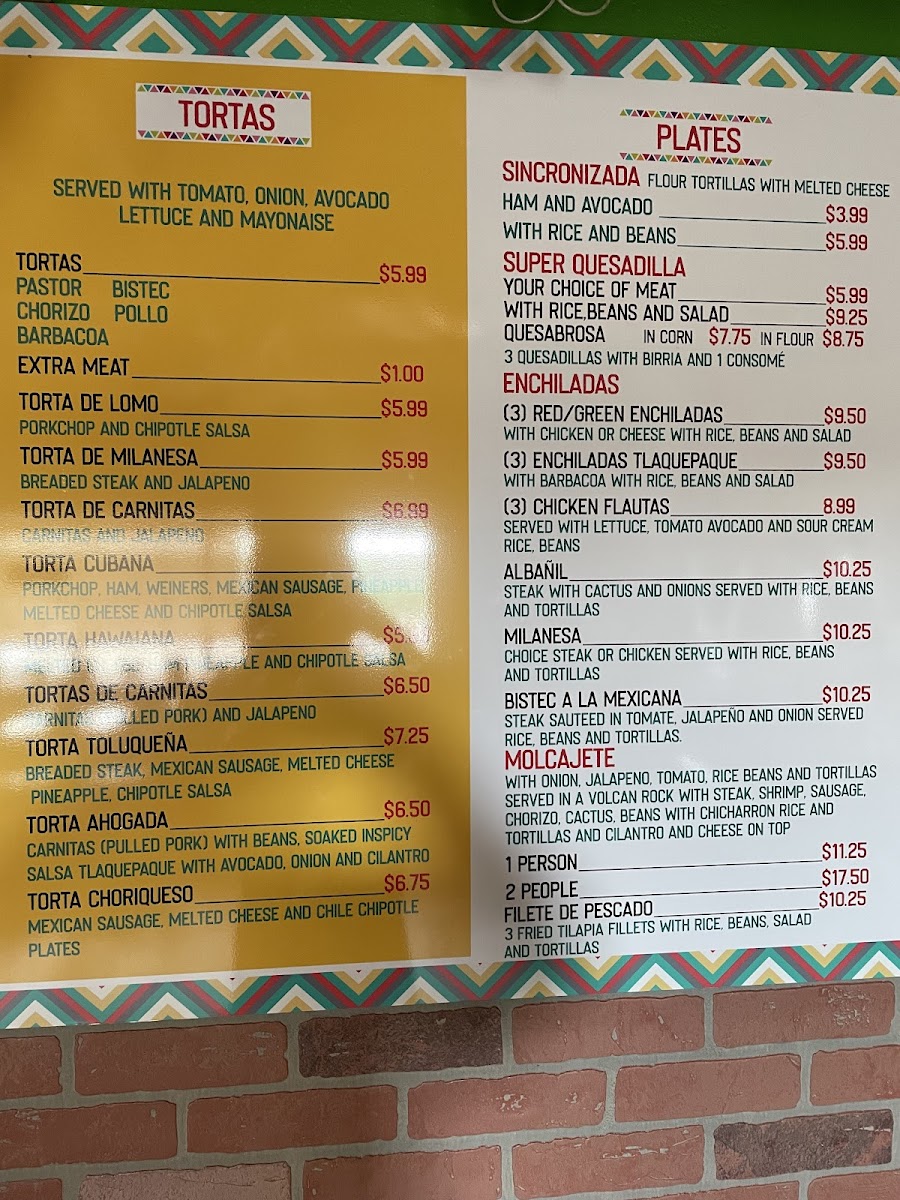 TORTAS
SERVED WITH TOMATO, ONION, AVOCADO
LETTUCE AND MAYONAISE
TORTAS $5.99
PASTOR BISTEC
CHORIZO POLLO
BARBACOA
EXTRA MEAT $1.00
TORTA DE LOMO $5.99
PORKCHOP AND CHIPOTLE SALSA
TORTA DE MILANESA $5.99
BREADED STEAK AND JALAPENO
TORTA DE CARNITAS $6.99
CARNITAS AND JALAPENO
TORTA CUBANA
PORKCHOP, HAM, WEINERS, MEXICAN SAUSAGE, PINEAPPLE
MELTED CHEESE AND CHIPOTLE SALSA
TORTA HAWAIANA
AND CHIPOTLE SALSA
TORTAS DE CARNITAS $6.50
CARNITAS (PULLED PORK) AND JALAPENO
TORTA TOLUQUEÑA $7.25
BREADED STEAK, MEXICAN SAUSAGE, MELTED CHEESE
PINEAPPLE, CHIPOTLE SALSA
TORTA AHOGADA $6.50
CARNITAS (PULLED PORK) WITH BEANS, SOAKED INSPICY
SALSA TLAQUEPAQUE WITH AVOCADO, ONION AND CILANTRO
TORTA CHORIQUESO $6.75
MEXICAN SAUSAGE, MELTED CHEESE AND CHILE CHIPOTLE
PLATES
PLATES
SINCRONIZADA FLOUR TORTILLAS WITH MELTED CHEESE
HAM AND AVOCADO $3.99
WITH RICE AND BEANS $5.99
SUPER QUESADILLA
YOUR CHOICE OF MEAT $5.99
WITH RICE,BEANS AND SALAD $9.25
QUESABROSA IN CORN $7.75 IN FLOUR $8.75
3 QUESADILLAS WITH BIRRIA AND 1 CONSOMÉ
ENCHILADAS
(3) RED/GREEN ENCHILADAS $9.50
WITH CHICKEN OR CHEESE WITH RICE, BEANS AND SALAD
(3) ENCHILADAS TLAQUEPAQUE $9.50
WITH BARBACOA WITH RICE, BEANS AND SALAD
(3) CHICKEN FLAUTAS 8.99
SERVED WITH LETTUCE, TOMATO AVOCADO AND SOUR CREAM
RICE, BEANS
ALBAÑIL $10.25
STEAK WITH CACTUS AND ONIONS SERVED WITH RICE, BEANS
AND TORTILLAS
MILANESA $10.25
CHOICE STEAK OR CHICKEN SERVED WITH RICE, BEANS
AND TORTILLAS
BISTEC A LA MEXICANA $10.25
STEAK SAUTEED IN TOMATE, JALAPEÑO AND ONION SERVED
RICE, BEANS AND TORTILLAS.
MOLCAJETE
WITH ONION, JALAPENO, TOMATO, RICE BEANS AND TORTILLAS
SERVED IN A VOLCAN ROCK WITH STEAK, SHRIMP, SAUSAGE,
CHORIZO, CACTUS, BEANS WITH CHICHARRON RICE AND
TORTILLAS AND CILANTRO AND CHEESE ON TOP
1 PERSON $11.25
2 PEOPLE $17.50
FILETE DE PESCADO $10.25
3 FRIED TILAPIA FILLETS WITH RICE, BEANS, SALAD
AND TORTILLAS